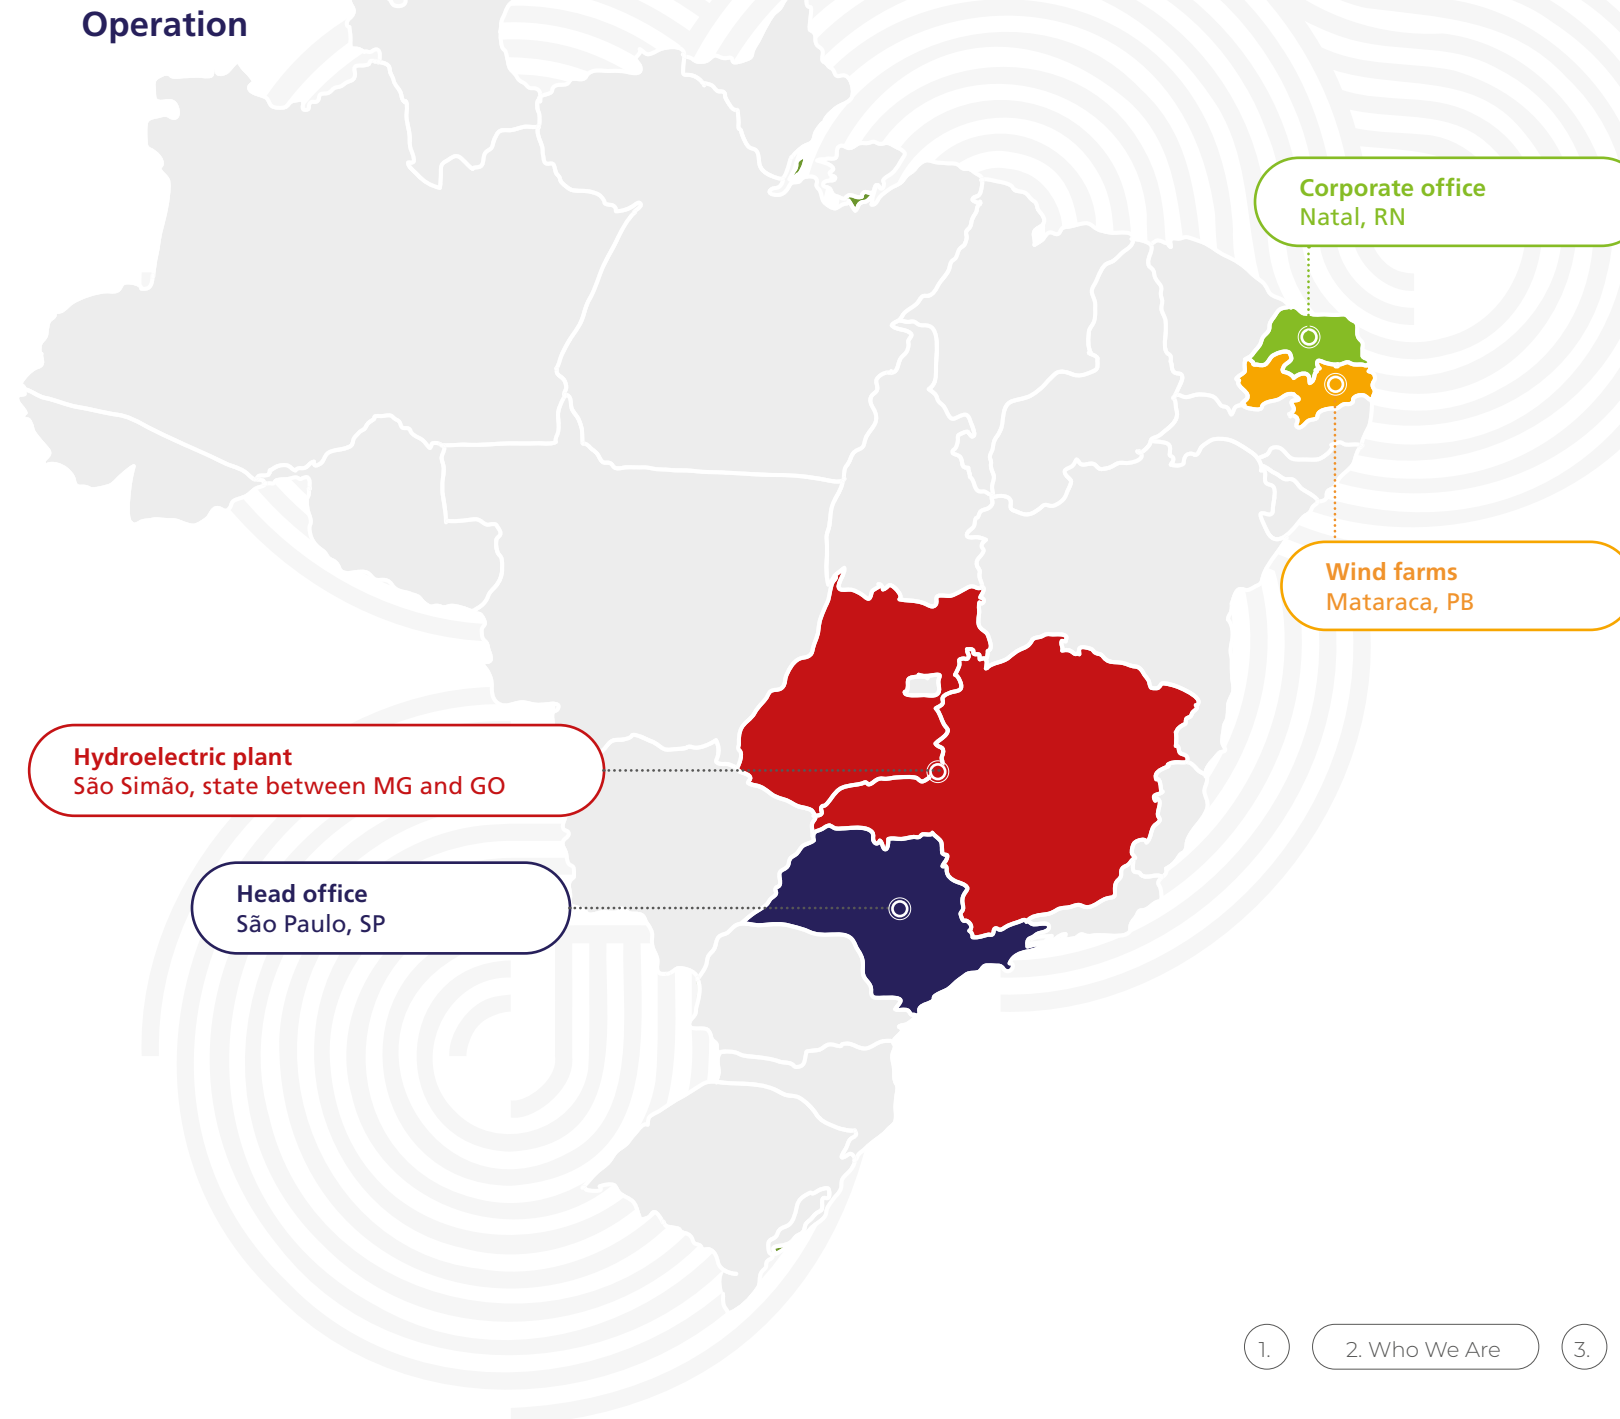 Operation
Corporate office
Natal, RN
Wind farms
Mataraca, PB
Hydroelectric plant
São Simão, state between MG and GO
Head office
São Paulo, SP
1.
2. Who We Are
3.